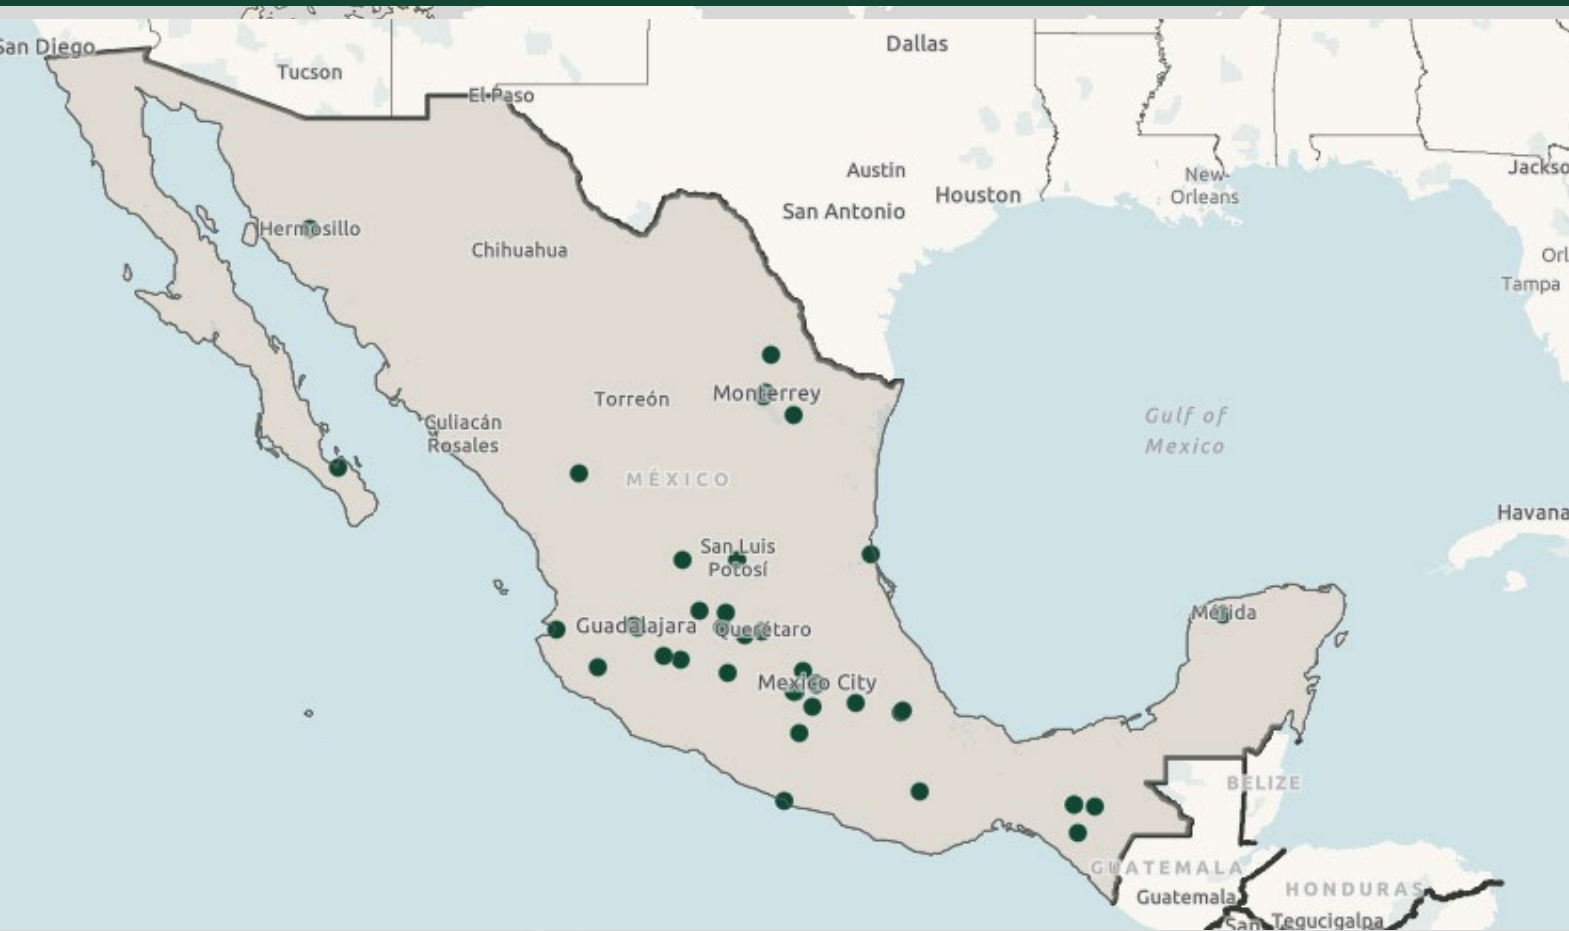 San Diego
Tucson
Dallas
El Paso
Austin
Houston
San Antonio
New
Orleans
Jackso
Hermosillo
Chihuahua
Orl
Tampa
Torreón
Monterrey
Culiacán
Rosales
Gulf of
Mexico
MÉXICO
Havana
San Luis
Potosí
Mérida
Guadalajara
Querétaro
Mexico City
BELIZE
GUATEMALA
Guatemala
HONDURAS
San
Tegucigalpa